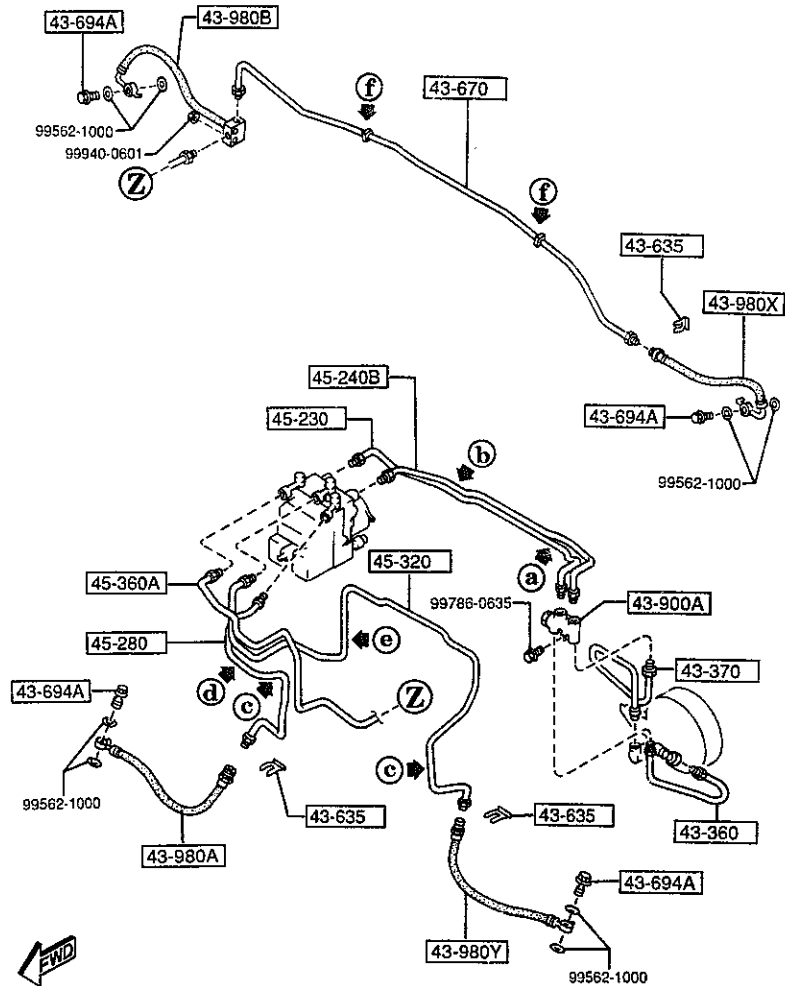 43-694A
43-980B
f
43-670
99562-1000
99940-0601
Z
f
43-635
43-980X
45-240B
45-230
43-694A
b
99562-1000
45-360A
45-320
a
99786-0635
43-900A
45-280
e
43-370
43-694A
d
c
Z
c
99562-1000
43-635
43-635
43-360
43-980A
43-694A
43-980Y
FWD
99562-1000